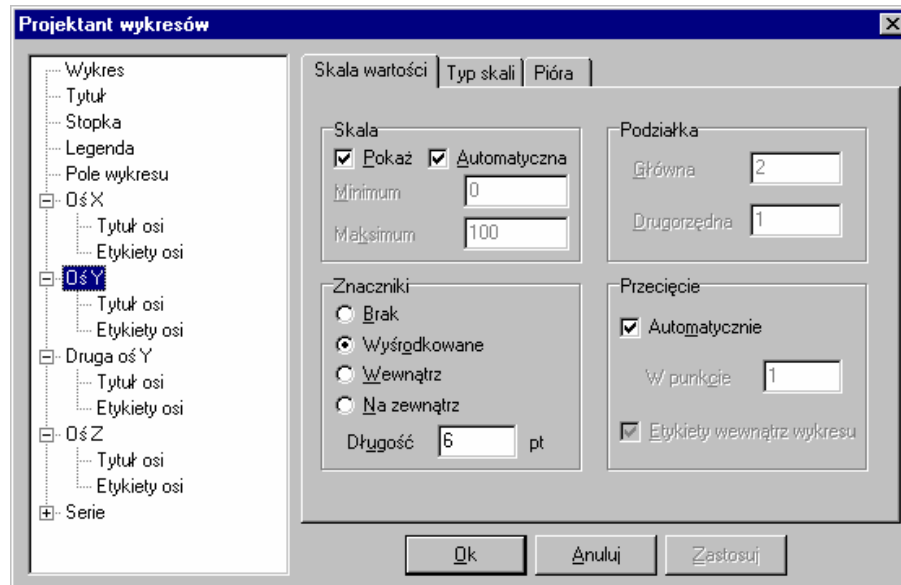 Projektant wykresów
Wykres
Tytuł
Stopka
Legenda
Pole wykresu
Oś X
Tytuł osi
Etykiety osi
Oś Y
Tytuł osi
Etykiety osi
Druga oś Y
Tytuł osi
Etykiety osi
Oś Z
Tytuł osi
Etykiety osi
Serie
Skala wartości Typ skali Pióra
Skala
Pokaż Automatyczna
Minimum 0
Maksimum 100
Podziałka
Główna 2
Drugorzędna 1
Znaczniki
Brak
Wyśrodkowane
Wewnątrz
Na zewnątrz
Długość 6 pt
Przecięcie
Automatycznie
W punkcie 1
Etykiety wewnątrz wykresu
Ok Anuluj Zastosuj